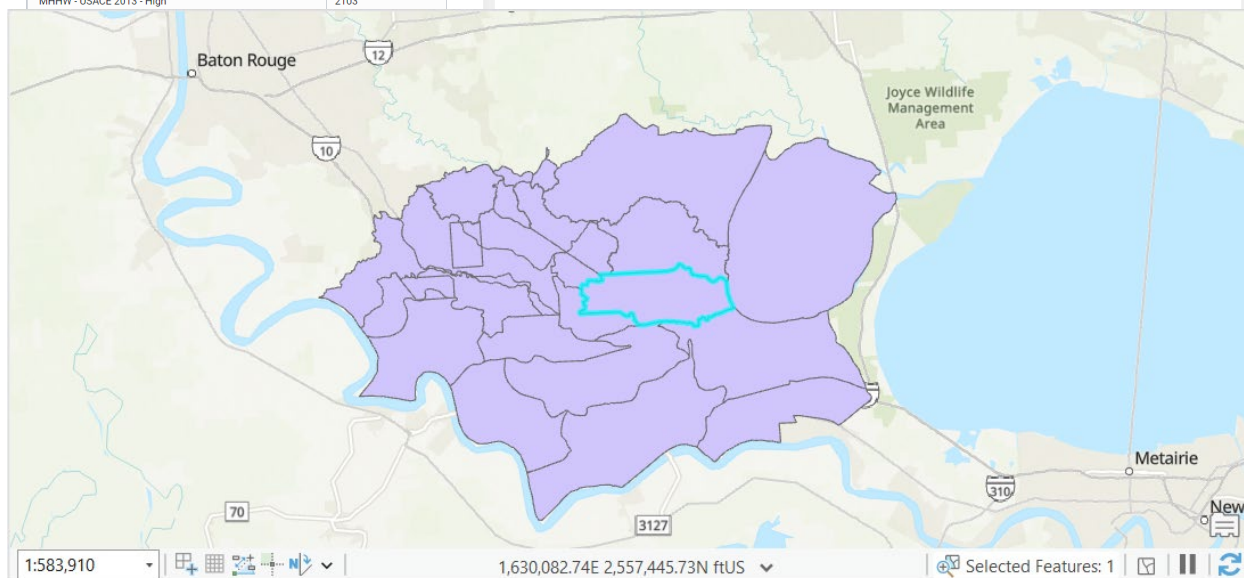 MHHW - USACE 2013 - High 2103
Baton Rouge
12
Joyce Wildlife
Management
Area
10
Metairie
310
New
70
3127
1:583,910
N
1,630,082.74E 2,557,445.73N ftUS
Selected Features: 1